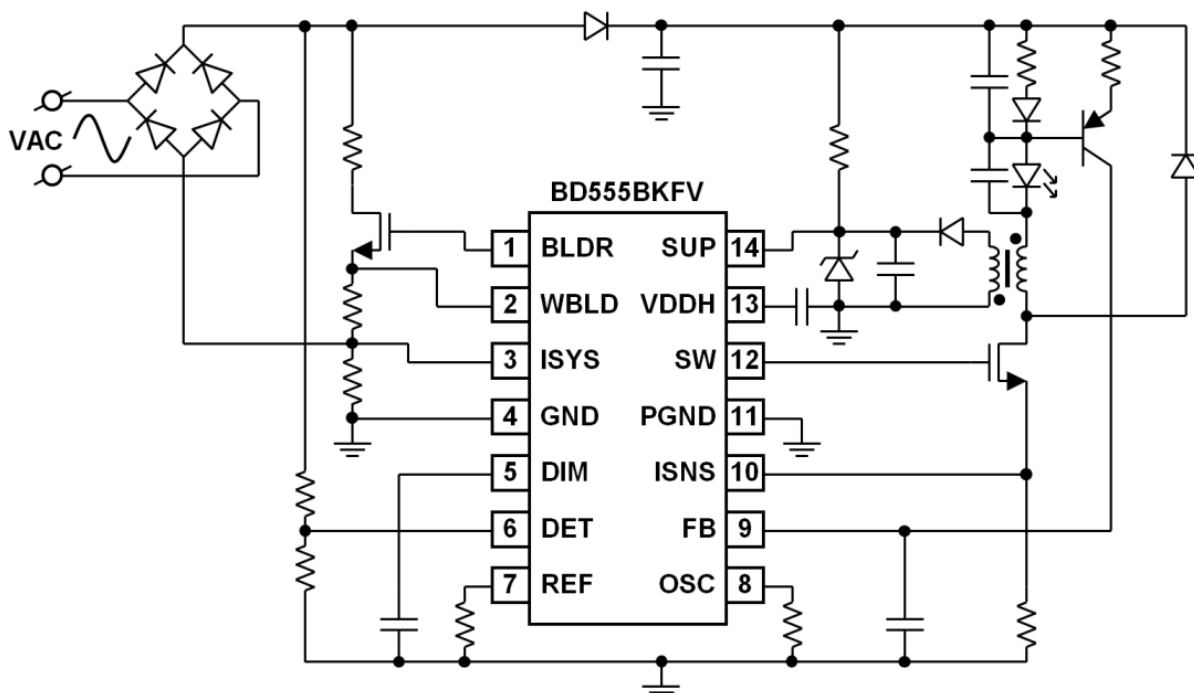 VAC
BD555BKFV
1 BLDR SUP 14
2 WBLD VDDH 13
3 ISYS SW 12
4 GND PGND 11
5 DIM ISNS 10
6 DET FB 9
7 REF OSC 8